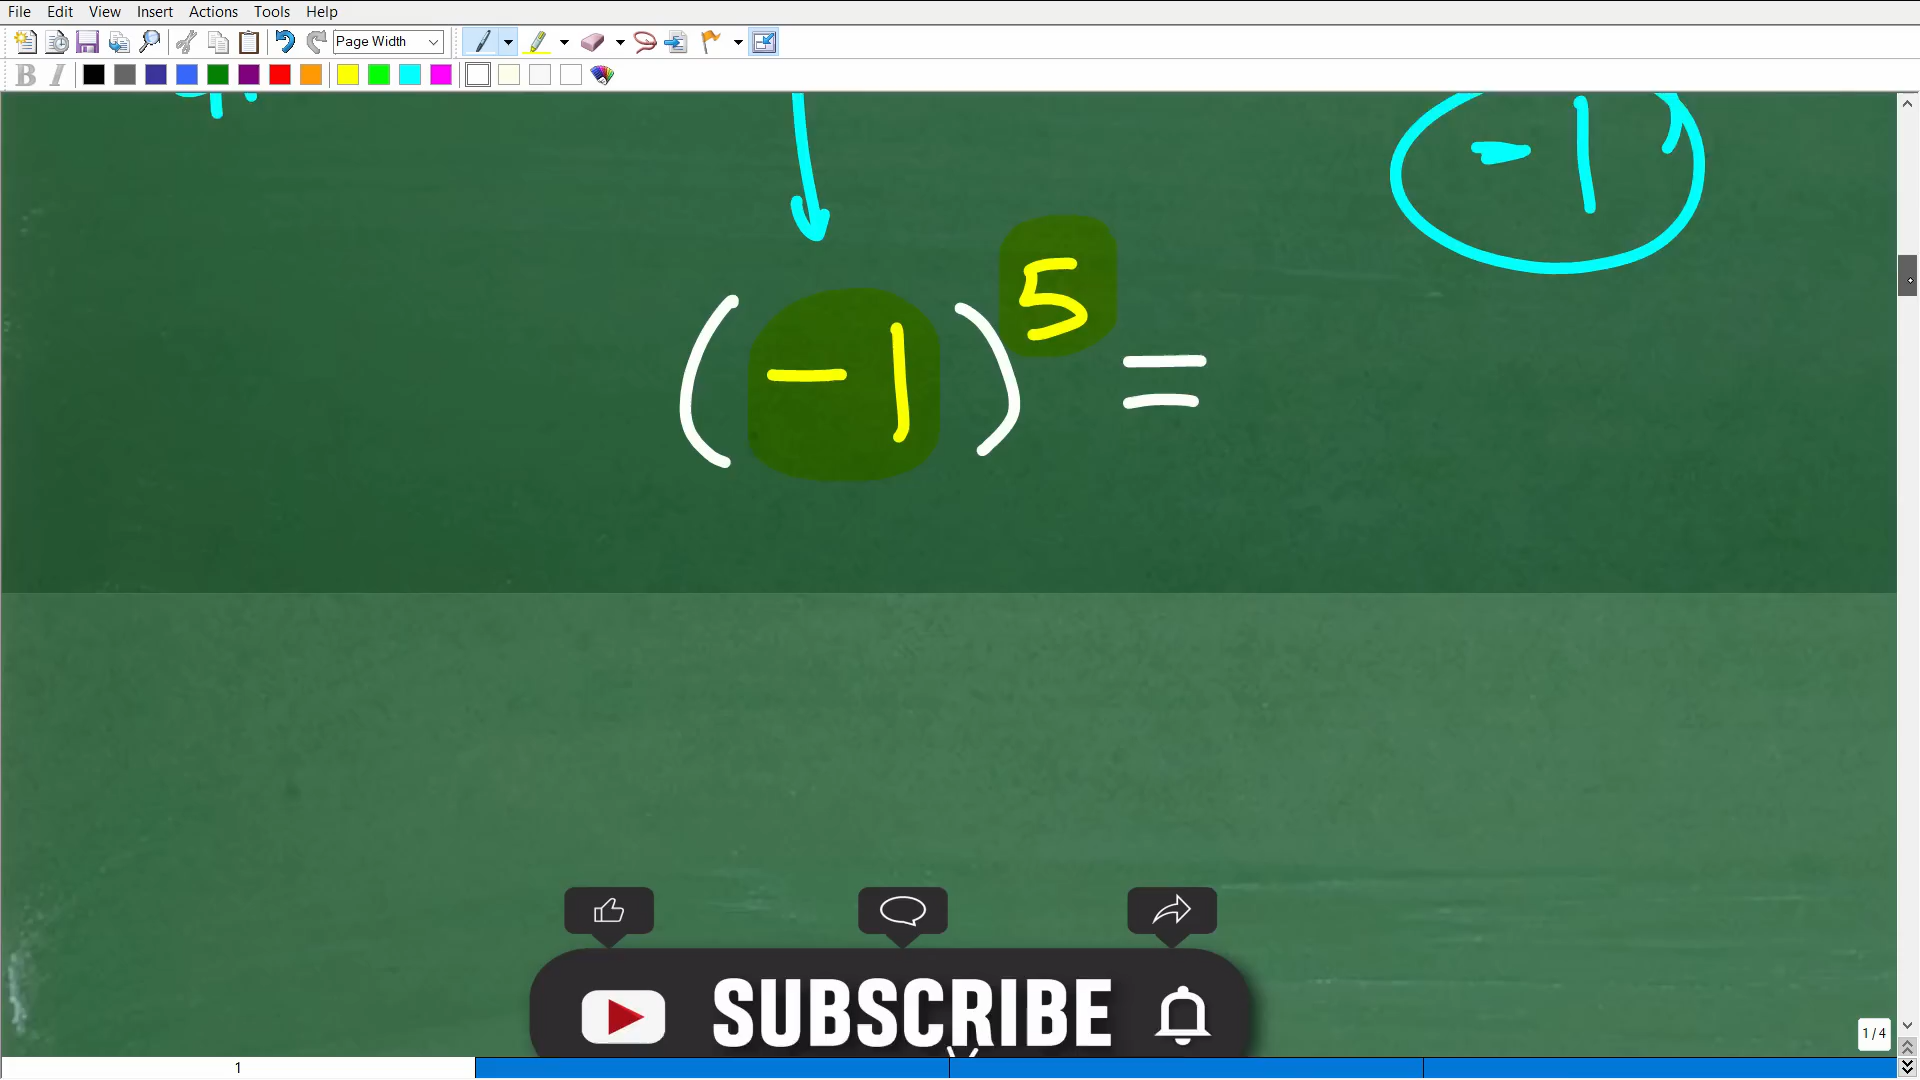 File Edit View Insert Actions Tools Help
Page Width
B I
- 1
( - 1 )⁵ =
SUBSCRIBE
1 / 4
1